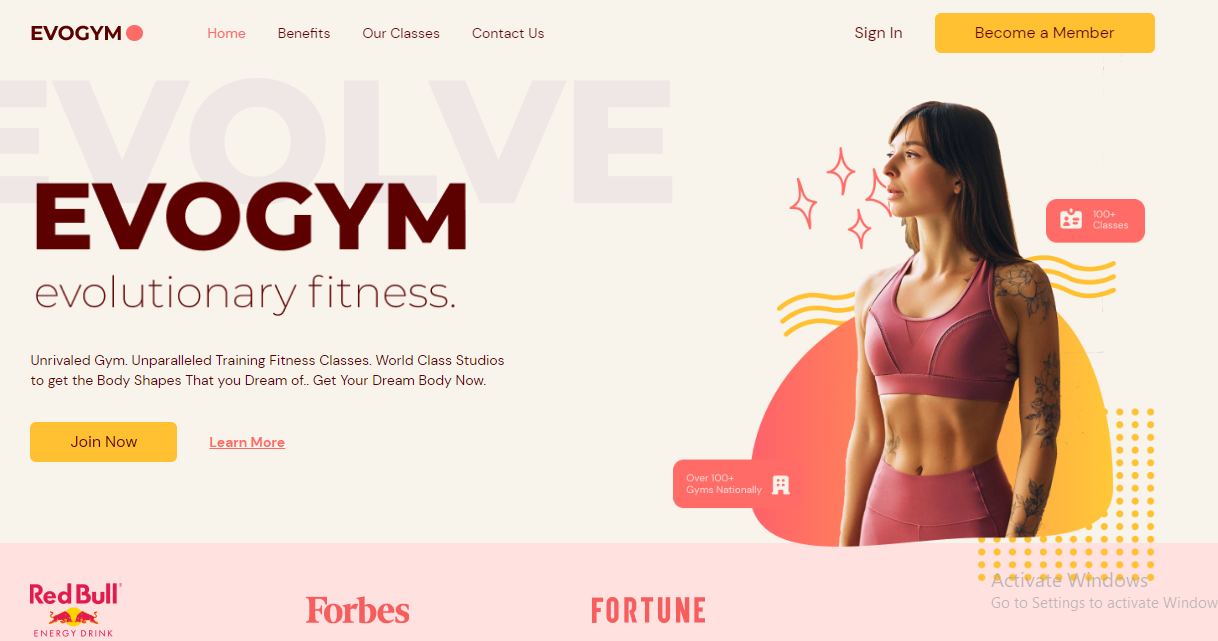 EVOGYM
Home
Benefits
Our Classes
Contact Us
Sign In
Become a Member
EVOLVE
EVOGYM
evolutionary fitness.
Unrivaled Gym. Unparalleled Training Fitness Classes. World Class Studios
to get the Body Shapes That you Dream of.. Get Your Dream Body Now.
Join Now
Learn More
100+
Classes
Over 100+
Gyms Nationally
Red Bull
ENERGY DRINK
Forbes
FORTUNE
Activate Windows
Go to Settings to activate Window